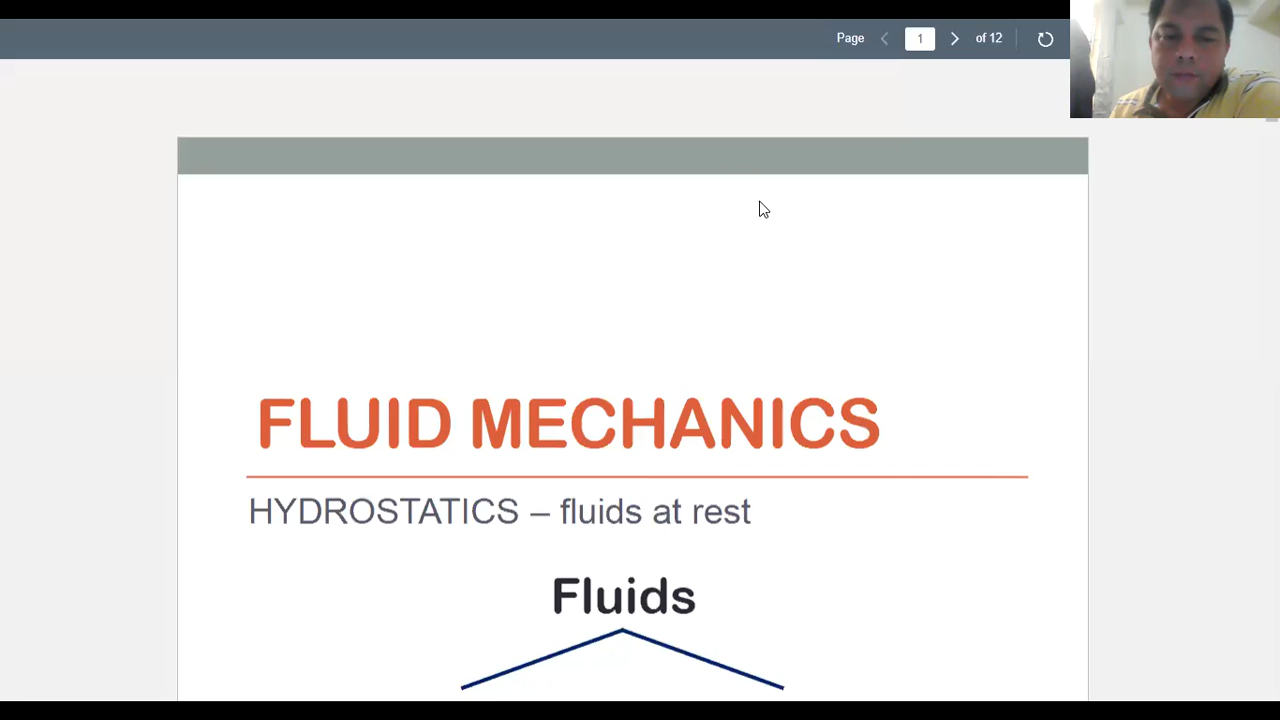 Page 1 of 12
FLUID MECHANICS
HYDROSTATICS – fluids at rest
Fluids